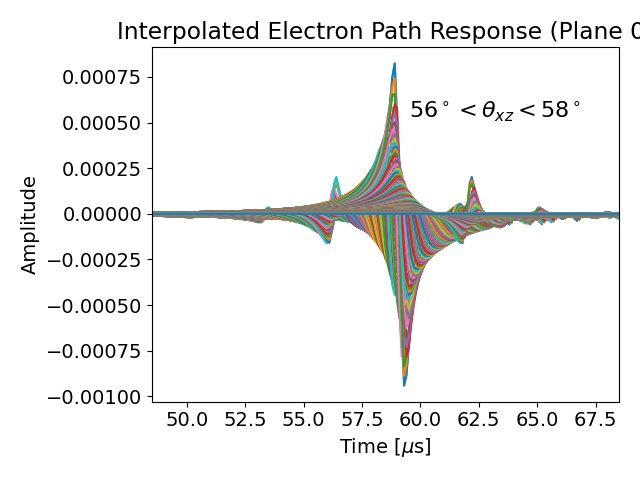 Interpolated Electron Path Response (Plane 0
56° < θxz < 58°
0.00075
0.00050
0.00025
0.00000
−0.00025
−0.00050
−0.00075
−0.00100
Amplitude
50.0 52.5 55.0 57.5 60.0 62.5 65.0 67.5
Time [μs]